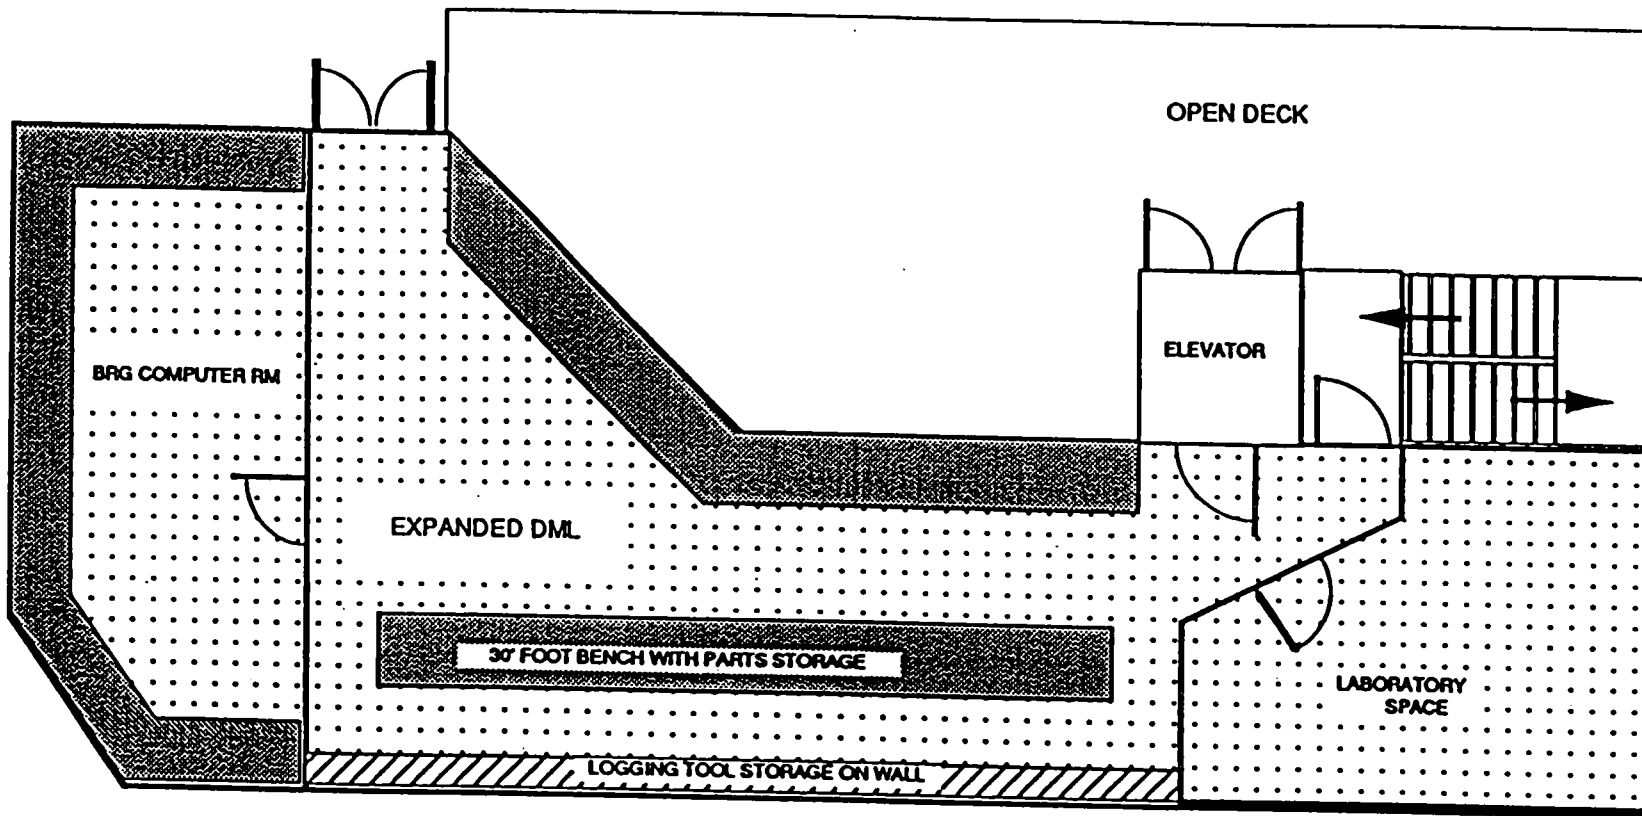 OPEN DECK
ELEVATOR
BRG COMPUTER RM
EXPANDED DML
30' FOOT BENCH WITH PARTS STORAGE
LABORATORY
SPACE
LOGGING TOOL STORAGE ON WALL